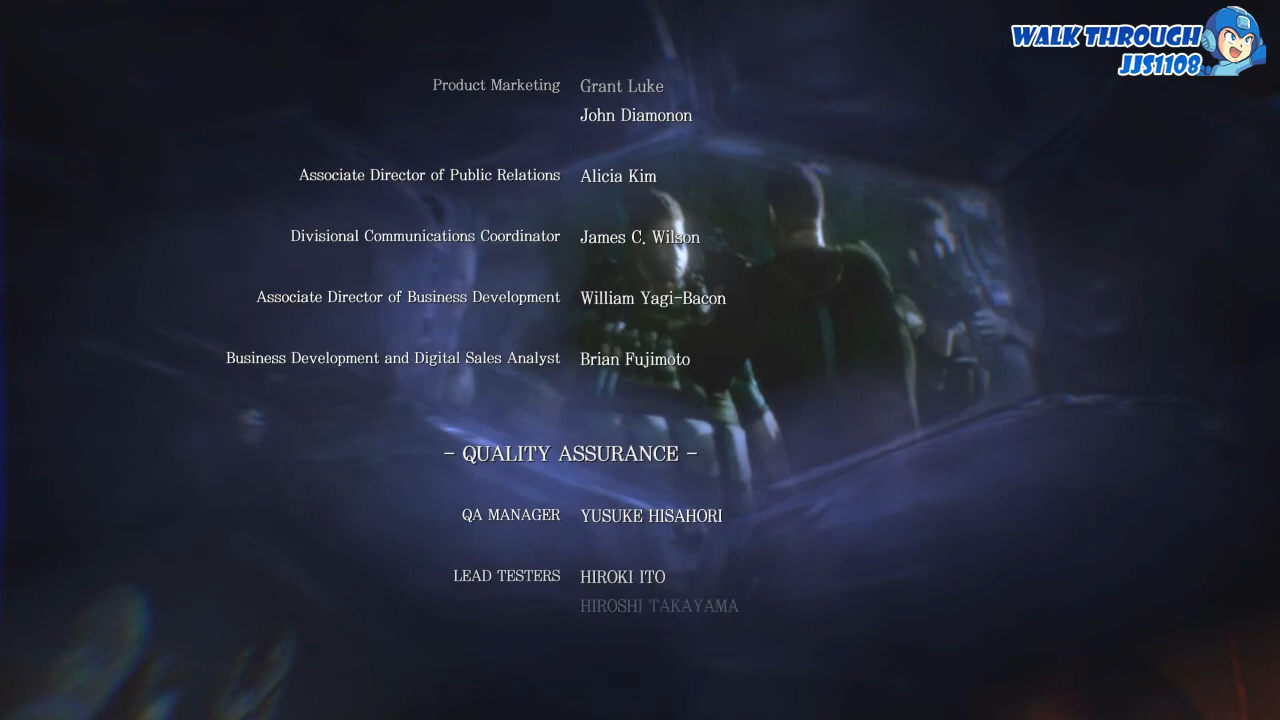 WALK THROUGH
JJS1108
Product Marketing Grant Luke
John Diamonon
Associate Director of Public Relations Alicia Kim
Divisional Communications Coordinator James C. Wilson
Associate Director of Business Development William Yagi-Bacon
Business Development and Digital Sales Analyst Brian Fujimoto
- QUALITY ASSURANCE -
QA MANAGER YUSUKE HISAHORI
LEAD TESTERS HIROKI ITO
HIROSHI TAKAYAMA